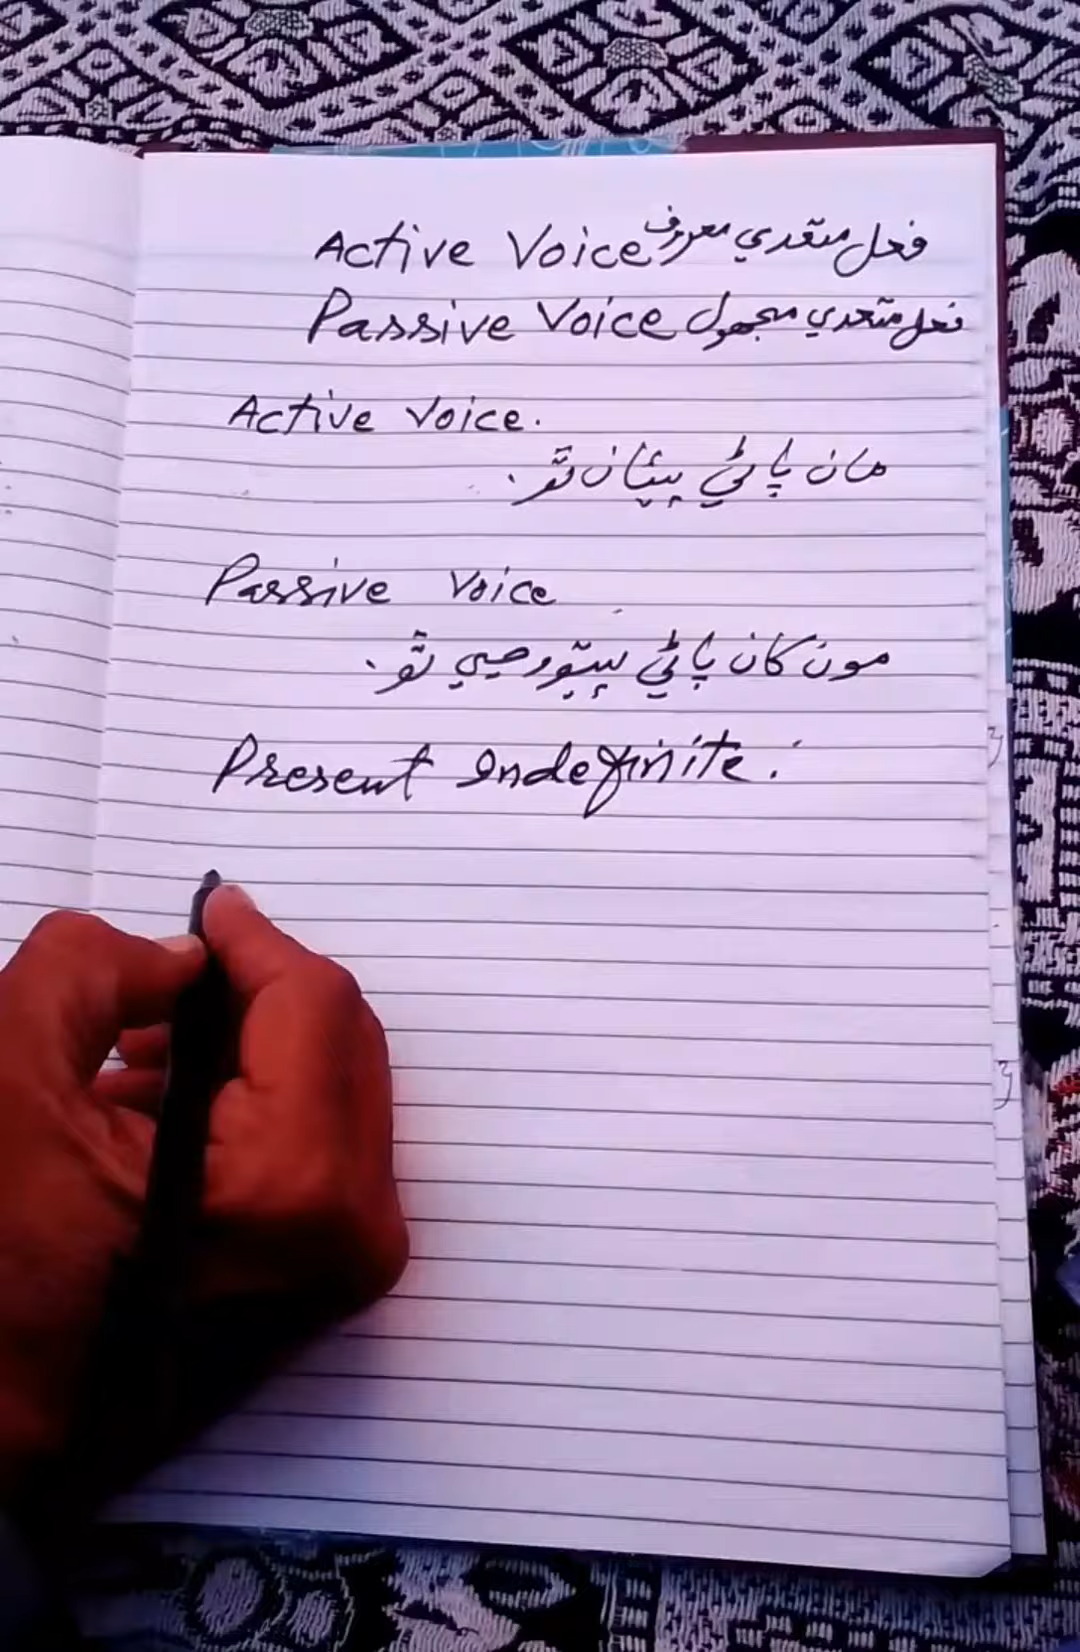 Active Voice فعل متعدي معروف
Passive Voice فعل متعدي مجهول
Active Voice.
مان پاڻي پيئان ٿو.
Passive Voice
مون کان پاڻي پيتو وڃي ٿو.
Present Indefinite.